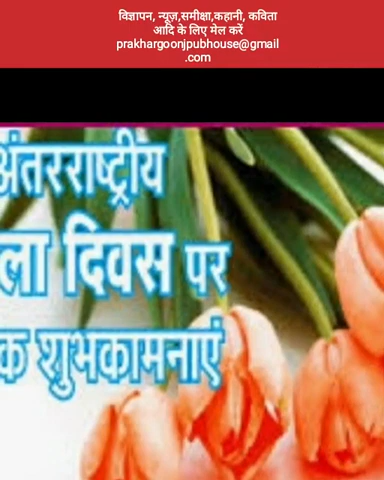 विज्ञापन, न्यूज़,समीक्षा,कहानी, कविता
आदि के लिए मेल करें
prakhargoonjpubhouse@gmail
.com
अंतरराष्ट्रीय
ला दिवस पर
क शुभकामनाएं